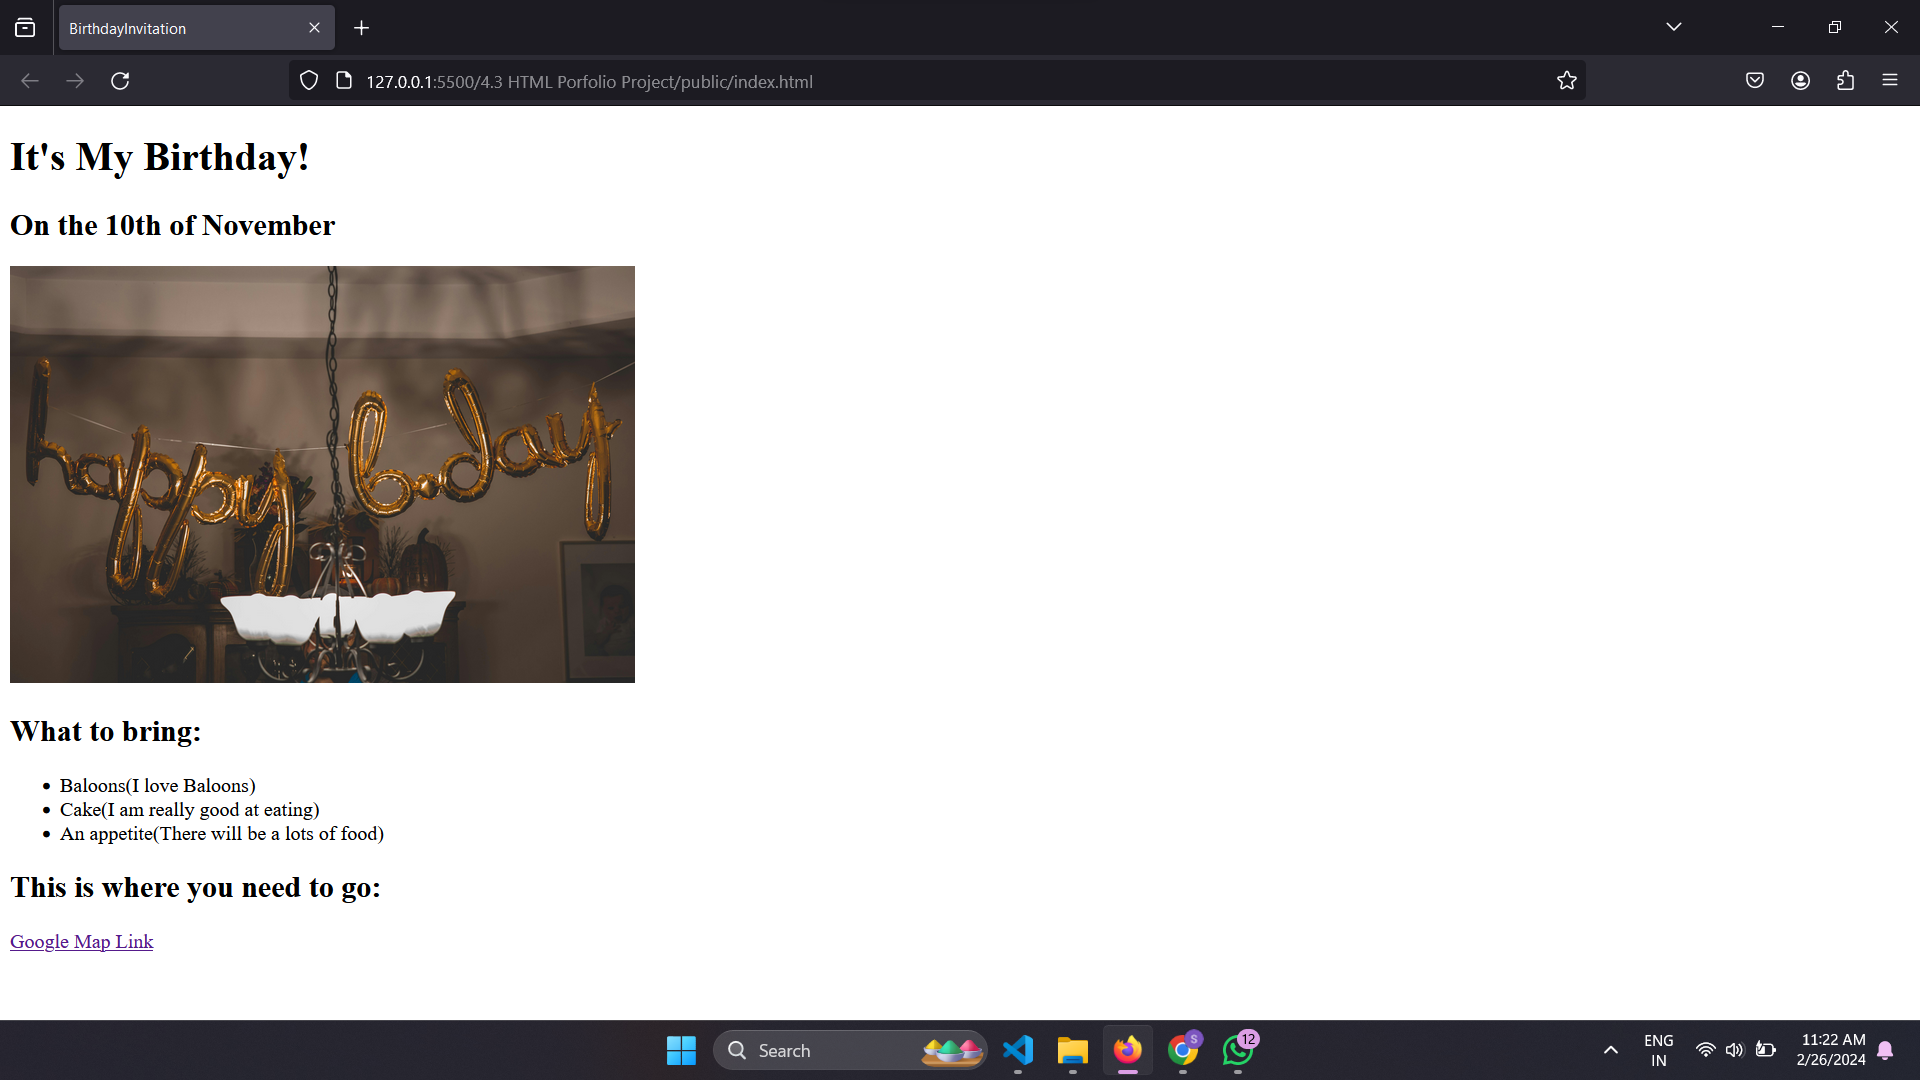 BirthdayInvitation
127.0.0.1:5500/4.3 HTML Porfolio Project/public/index.html
It's My Birthday!
On the 10th of November
happy b-day
What to bring:
Baloons(I love Baloons)
Cake(I am really good at eating)
An appetite(There will be a lots of food)
This is where you need to go:
Google Map Link
Search
S
12
ENG
IN
11:22 AM
2/26/2024